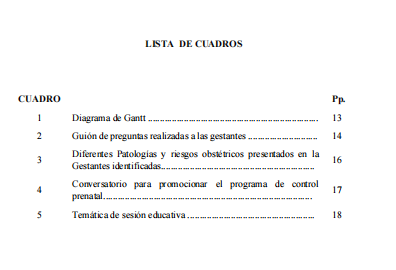 LISTA DE CUADROS
CUADRO Pp.
1 Diagrama de Gantt ........................................................................ 13
2 Guión de preguntas realizadas a las gestantes ............................. 14
3 Diferentes Patologías y riesgos obstétricos presentados en la
Gestantes identificadas................................................................ 16
4 Conversatorio para promocionar el programa de control
prenatal........................................................................................ 17
5 Temática de sesión educativa ...................................................... 18